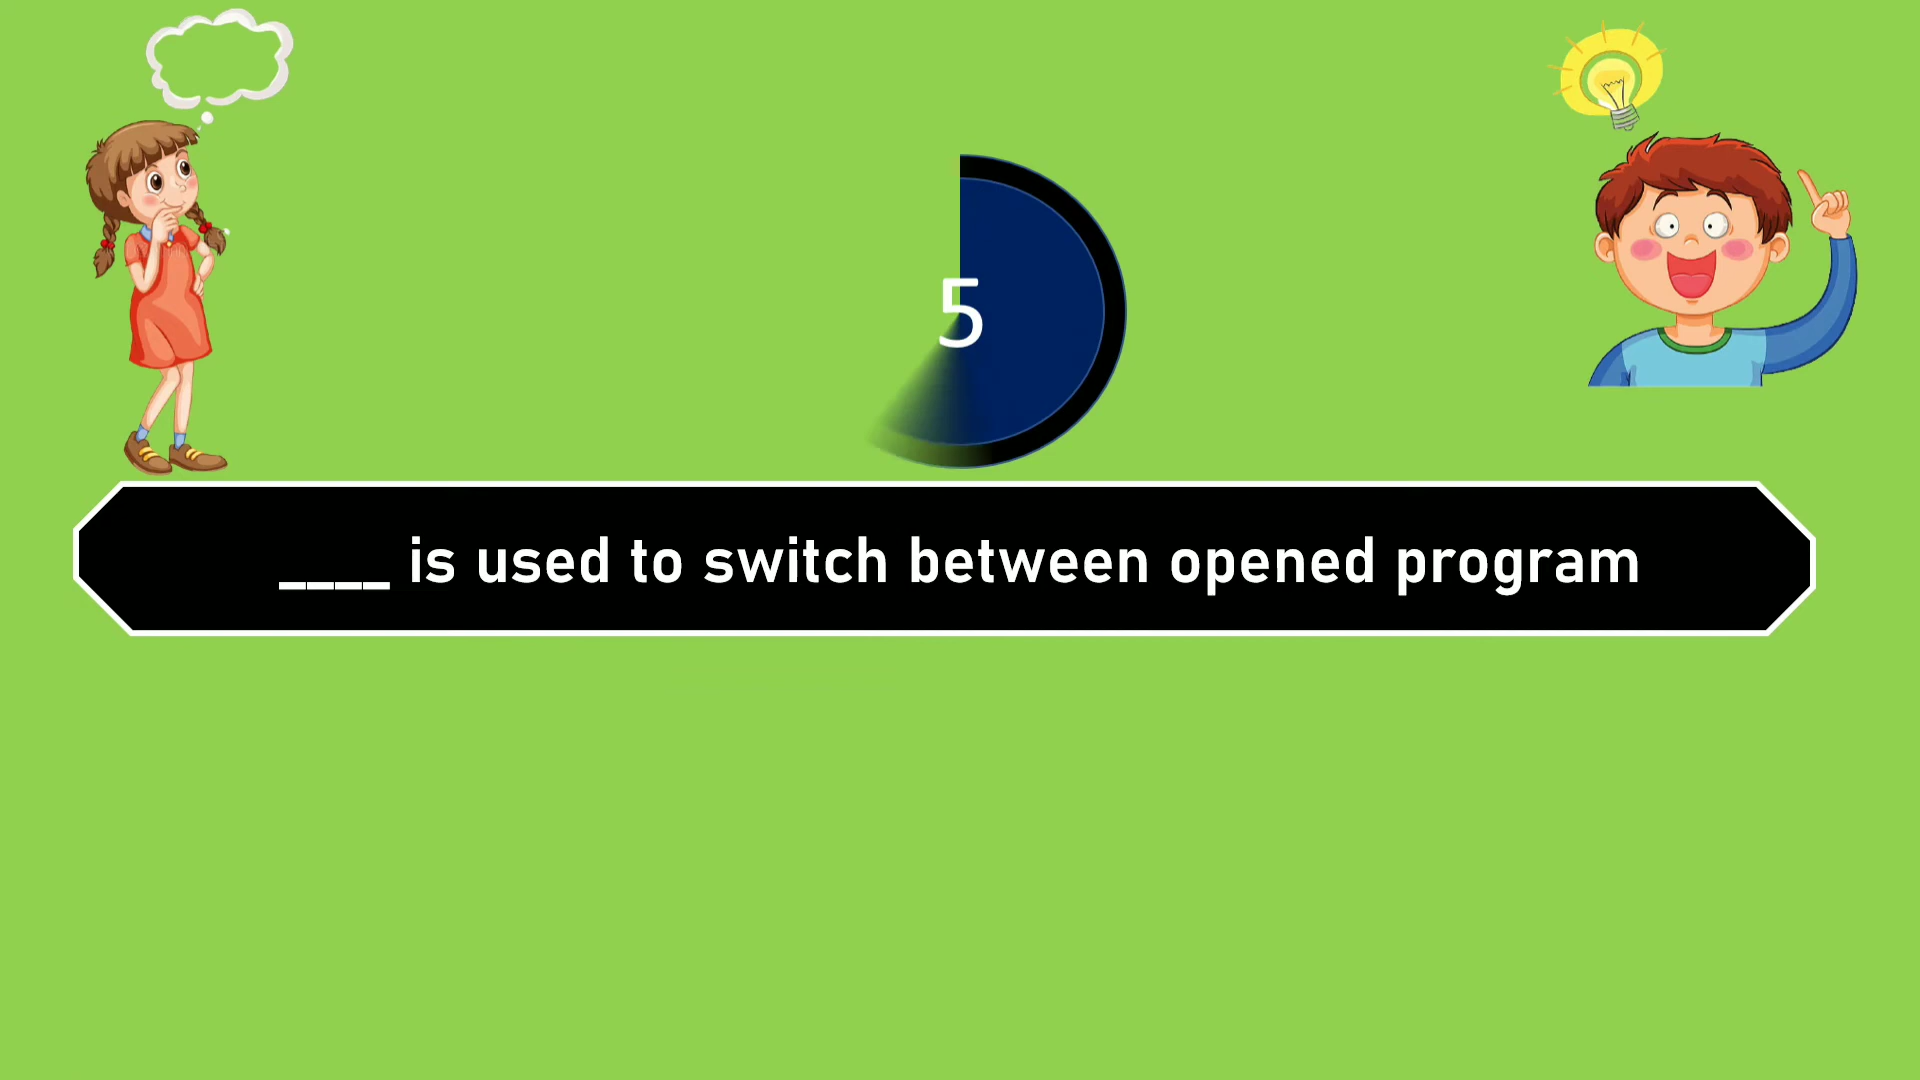 5
____ is used to switch between opened program